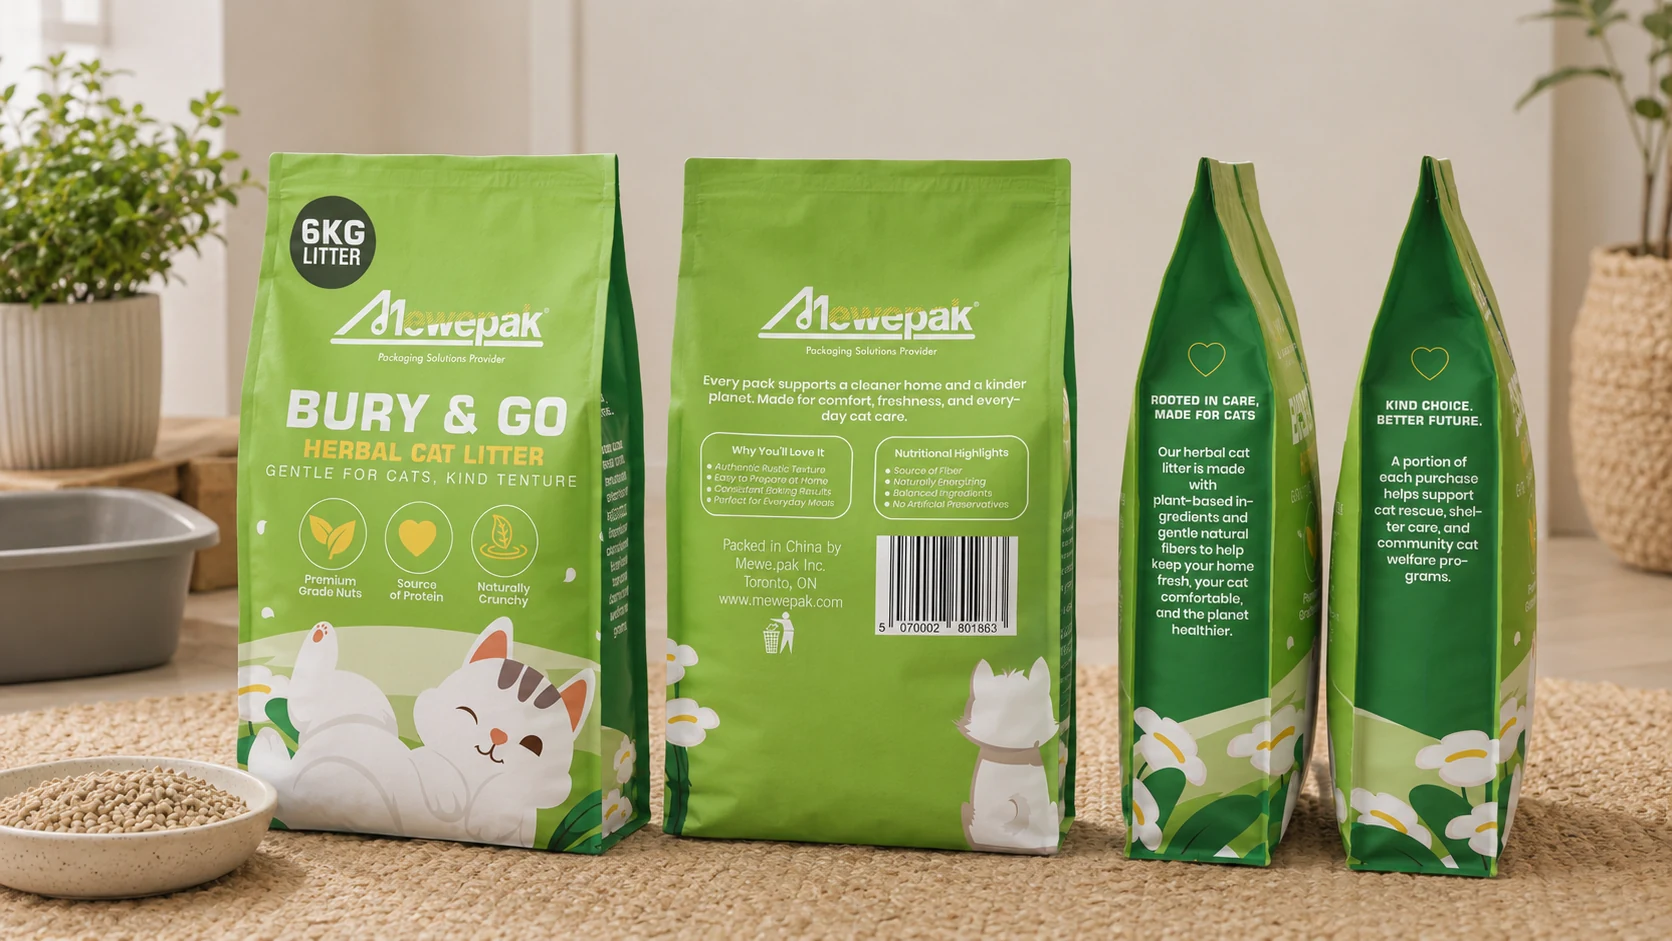 6KG
LITTER
Mewepak®
Packaging Solutions Provider
BURY & GO
HERBAL CAT LITTER
GENTLE FOR CATS, KIND TENTURE
Premium
Grade Nuts
Source
of Protein
Naturally
Crunchy
Mewepak®
Packaging Solutions Provider
Every pack supports a cleaner home and a kinder
planet. Made for comfort, freshness, and every-
day cat care.
Why You'll Love It
• Authentic Rustic Texture
• Easy to Prepare at Home
• Consistent Baking Results
• Perfect for Everyday Meals
Nutritional Highlights
• Source of Fiber
• Naturally Energizing
• Balanced Ingredients
• No Artificial Preservatives
Packed in China by
Mewe.pak Inc.
Toronto, ON
www.mewepak.com
5 070002 801863
ROOTED IN CARE,
MADE FOR CATS
Our herbal cat
litter is made
with
plant-based in-
gredients and
gentle natural
fibers to help
keep your home
fresh, your cat
comfortable,
and the planet
healthier.
KIND CHOICE.
BETTER FUTURE.
A portion of
each purchase
helps support
cat rescue, shel-
ter care, and
community cat
welfare pro-
grams.